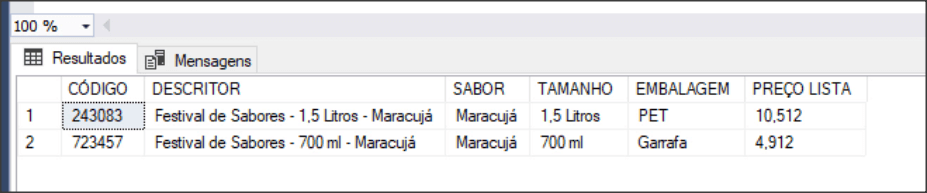 100 %
Resultados Mensagens
CÓDIGO DESCRITOR SABOR TAMANHO EMBALAGEM PREÇO LISTA
1 243083 Festival de Sabores - 1,5 Litros - Maracujá Maracujá 1,5 Litros PET 10,512
2 723457 Festival de Sabores - 700 ml - Maracujá Maracujá 700 ml Garrafa 4,912